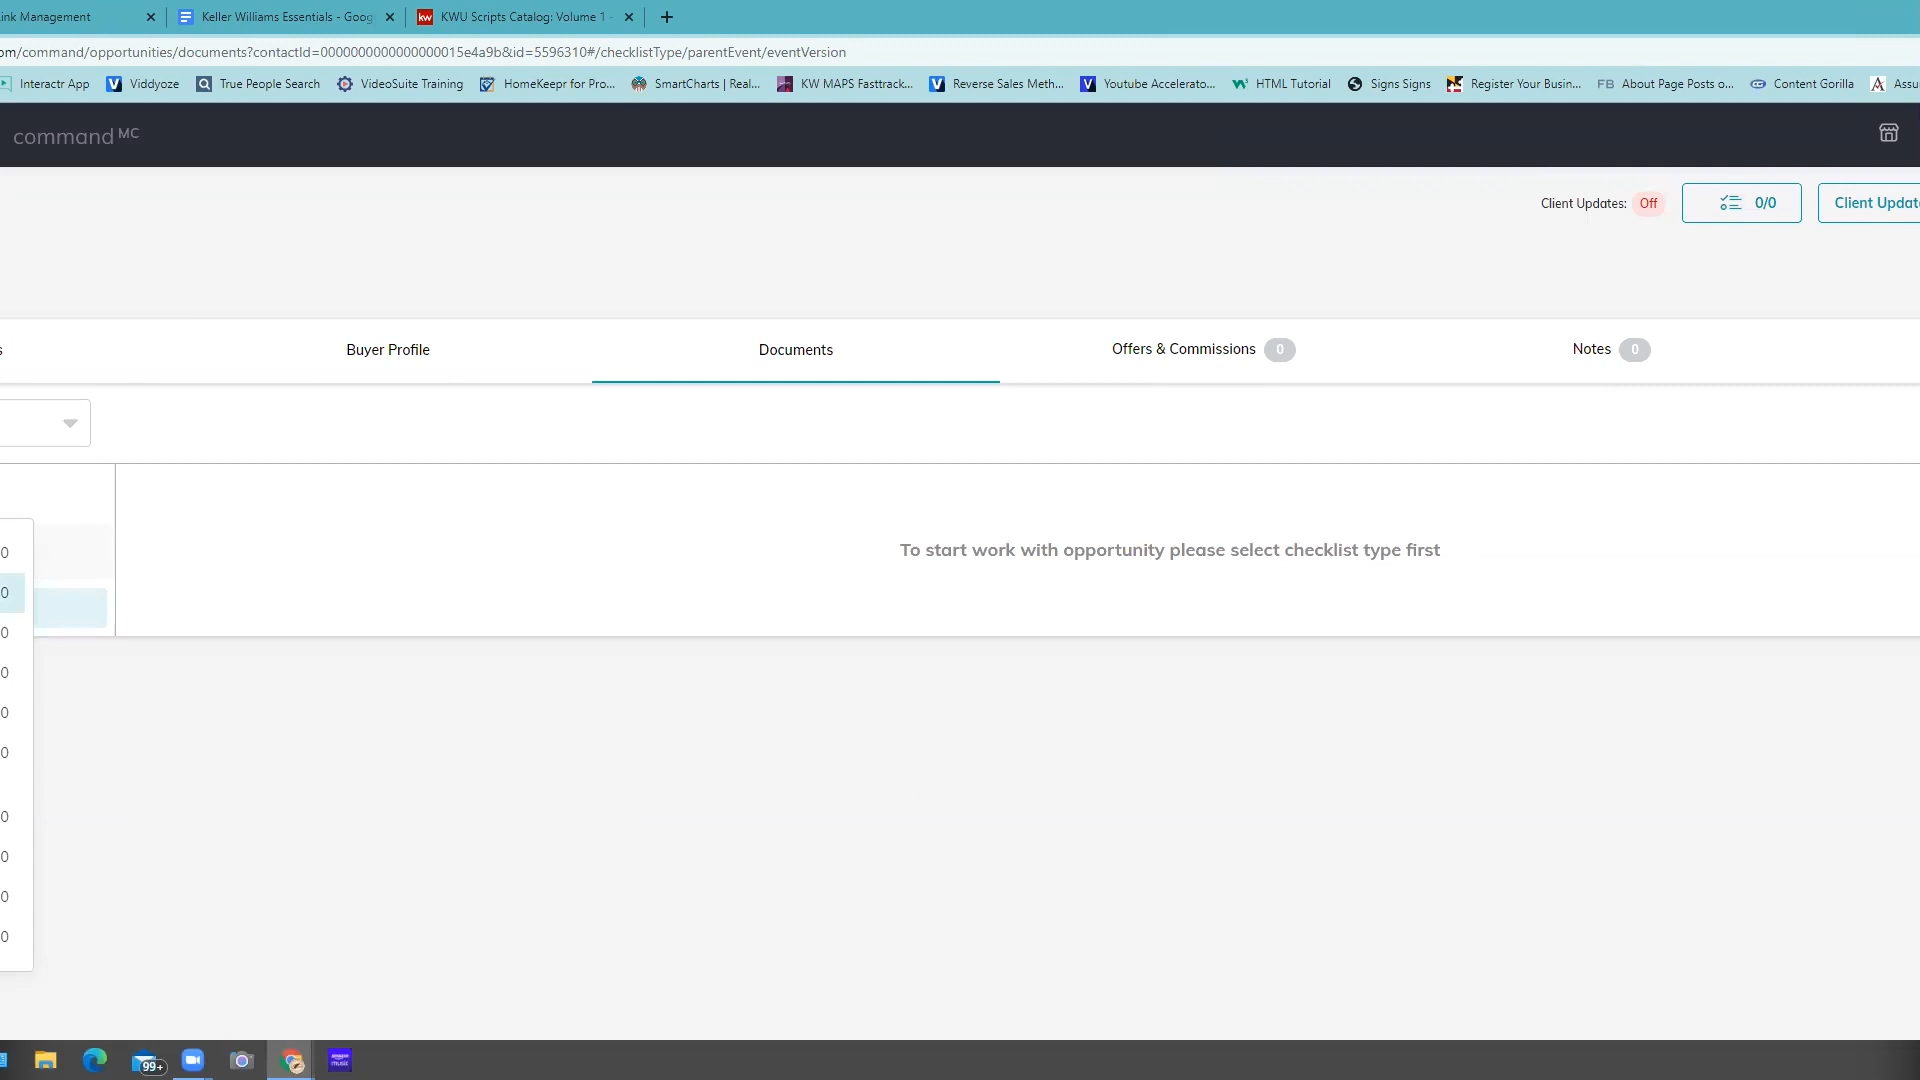 ink Management
Keller Williams Essentials - Goog
kw KWU Scripts Catalog: Volume 1 -
om/command/opportunities/documents?contactId=0000000000000000015e4a9b&id=5596310#/checklistType/parentEvent/eventVersion
Interactr App Viddyoze True People Search VideoSuite Training HomeKeepr for Pro... SmartCharts | Real... KW MAPS Fasttrack... Reverse Sales Meth... Youtube Accelerato... HTML Tutorial Signs Signs Register Your Busin... FB About Page Posts o... Content Gorilla Assu
command MC
Client Updates: Off 0/0 Client Updat
s Buyer Profile Documents Offers & Commissions 0 Notes 0
To start work with opportunity please select checklist type first
0
0
0
0
0
0
0
0
0
0
99+
amazon music